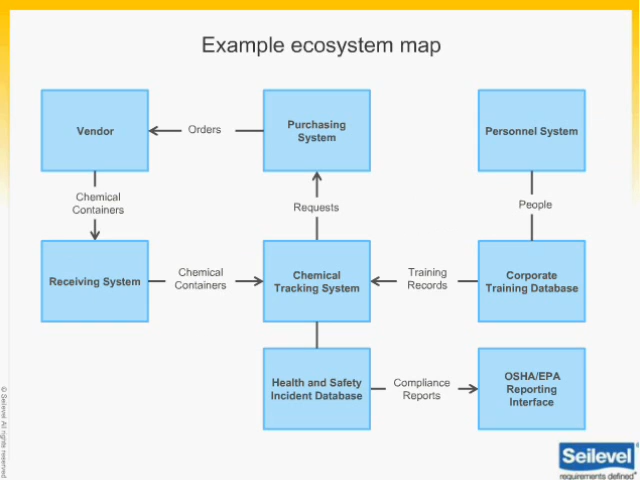 Example ecosystem map
Vendor
Orders
Purchasing
System
Personnel System
Chemical
Containers
Requests
People
Receiving System
Chemical
Containers
Chemical
Tracking System
Training
Records
Corporate
Training Database
Health and Safety
Incident Database
Compliance
Reports
OSHA/EPA
Reporting
Interface
© Seilevel All rights reserved
Seilevel
requirements defined